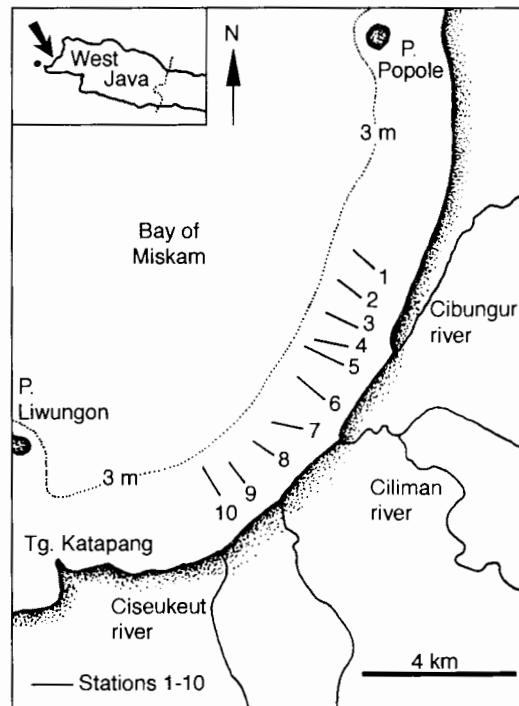 West
Java
N
P.
Popole
3 m
Bay of
Miskam
1
2
3
4
5
6
7
8
9
10
Cibungur
river
P.
Liwungon
3 m
Ciliman
river
Tg. Katapang
Ciseukeut
river
Stations 1-10
4 km